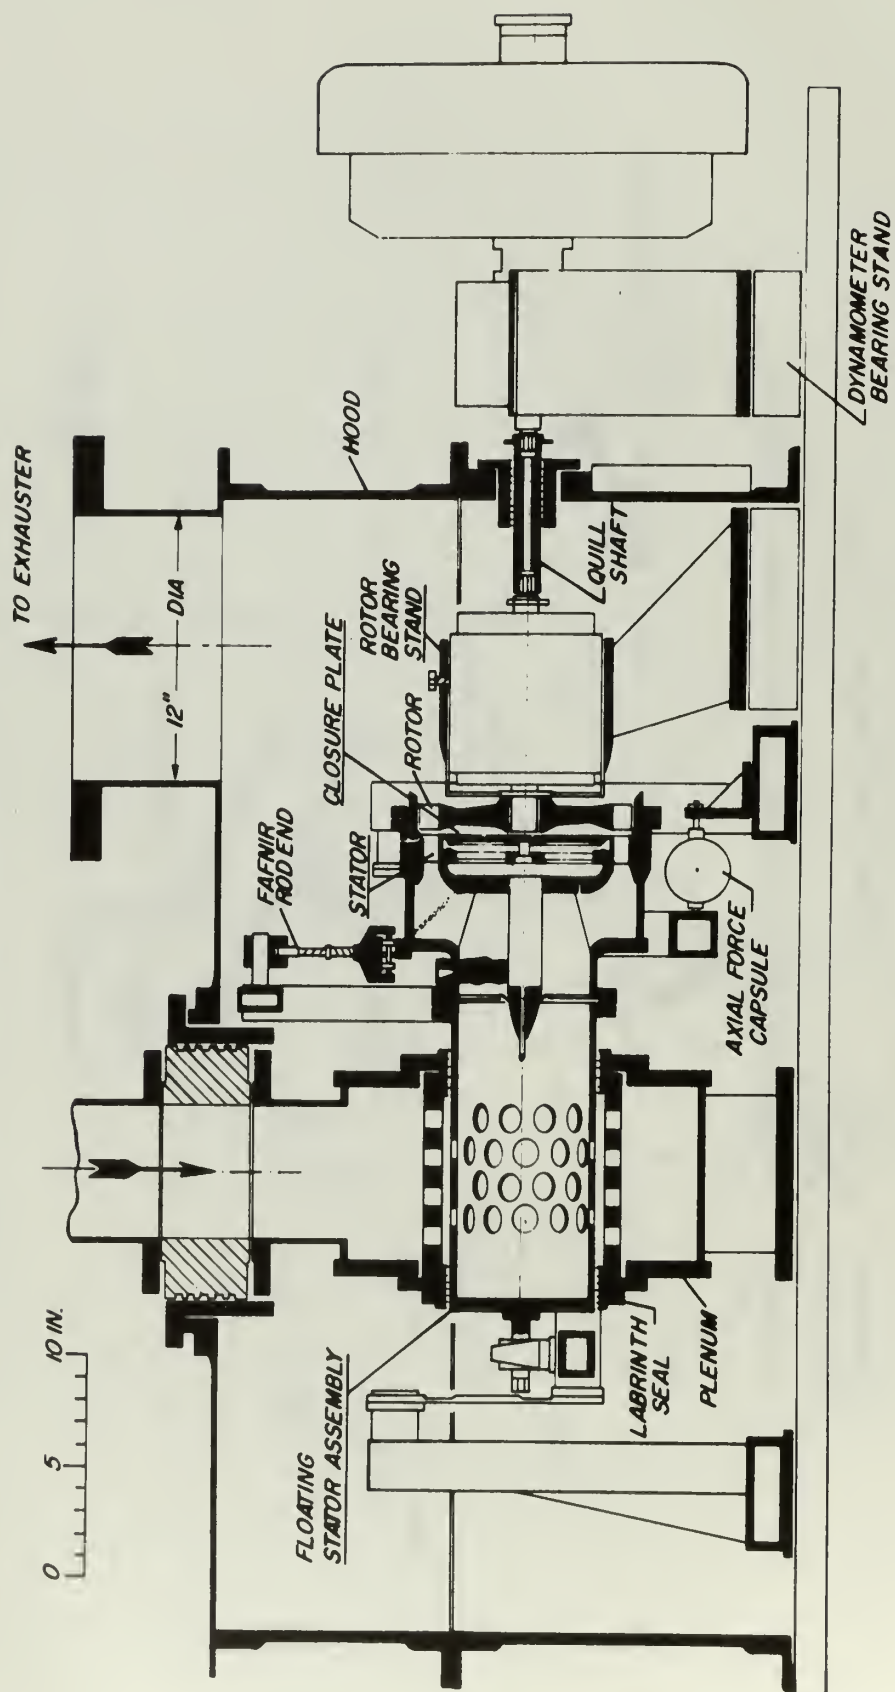 TO EXHAUSTER
12" DIA
HOOD
FAFNIR
ROD END
STATOR
CLOSURE PLATE
ROTOR
ROTOR
BEARING
STAND
QUILL
SHAFT
DYNAMOMETER
BEARING STAND
0 5 10 IN.
FLOATING
STATOR ASSEMBLY
LABRINTH
SEAL
PLENUM
AXIAL FORCE
CAPSULE